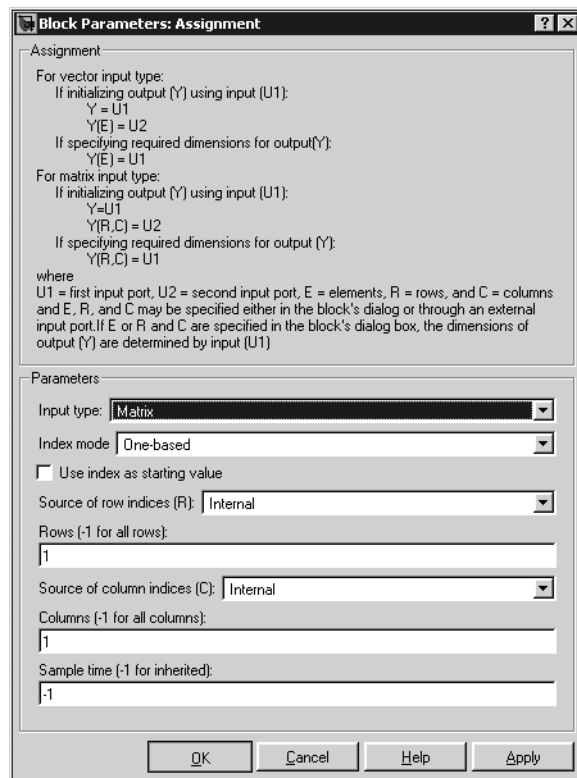 Block Parameters: Assignment
Assignment
For vector input type:
If initializing output (Y) using input (U1):
Y = U1
Y(E) = U2
If specifying required dimensions for output(Y):
Y(E) = U1
For matrix input type:
If initializing output (Y) using input (U1):
Y=U1
Y(R,C) = U2
If specifying required dimensions for output (Y):
Y(R,C) = U1
where
U1 = first input port, U2 = second input port, E = elements, R = rows, and C = columns
and E, R, and C may be specified either in the block's dialog or through an external
input port.If E or R and C are specified in the block's dialog box, the dimensions of
output (Y) are determined by input (U1)
Parameters
Input type: Matrix
Index mode One-based
Use index as starting value
Source of row indices (R): Internal
Rows (-1 for all rows):
1
Source of column indices (C): Internal
Columns (-1 for all columns):
1
Sample time (-1 for inherited):
-1
OK Cancel Help Apply